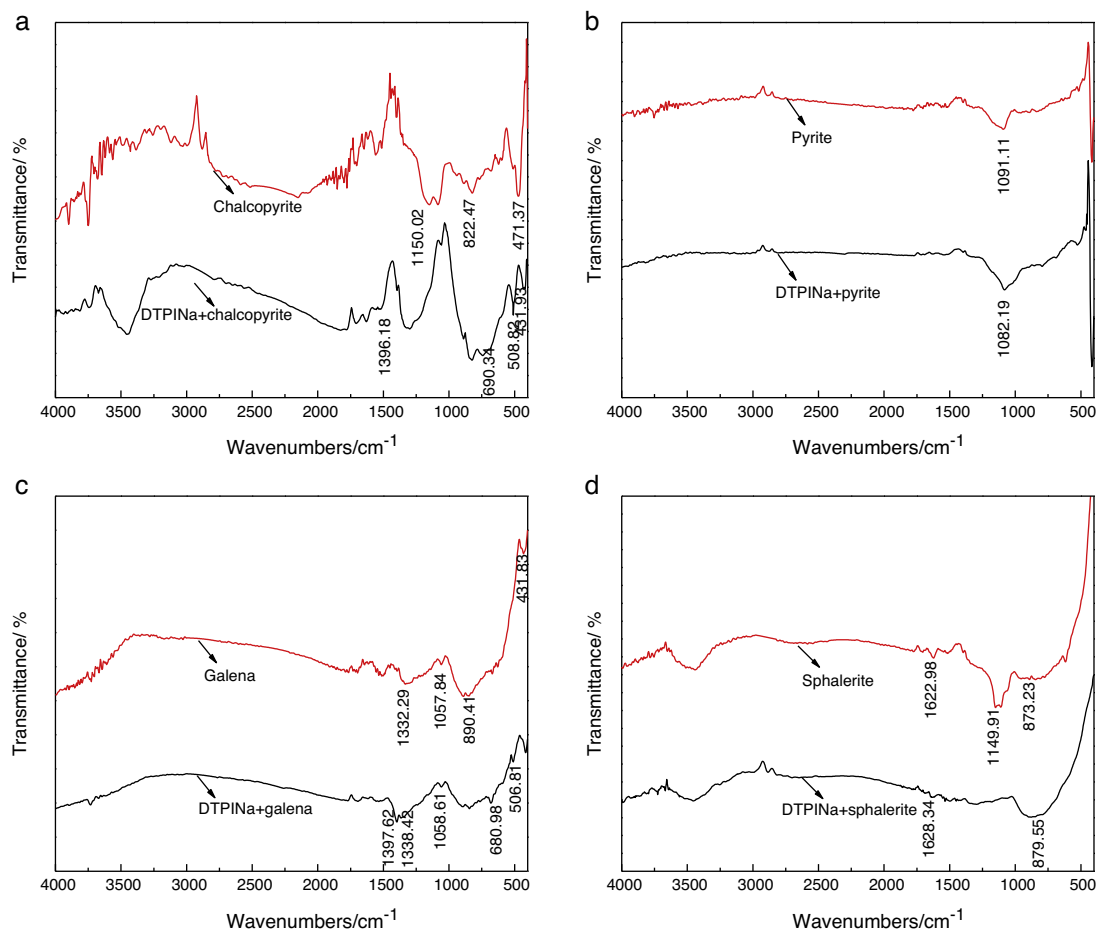 a
Transmittance/ %
Chalcopyrite
1150.02
822.47
471.37
DTPINa+chalcopyrite
1396.18
690.34
508.82
431.93
4000 3500 3000 2500 2000 1500 1000 500
Wavenumbers/cm⁻¹
b
Transmittance/ %
Pyrite
1091.11
DTPINa+pyrite
1082.19
4000 3500 3000 2500 2000 1500 1000 500
Wavenumbers/cm⁻¹
c
Transmittance/ %
Galena
1332.29
1057.84
890.41
431.83
DTPINa+galena
1397.62
1338.42
1058.61
680.98
506.81
4000 3500 3000 2500 2000 1500 1000 500
Wavenumbers/cm⁻¹
d
Transmittance/ %
Sphalerite
1622.98
1149.91
873.23
DTPINa+sphalerite
1628.34
879.55
4000 3500 3000 2500 2000 1500 1000 500
Wavenumbers/cm⁻¹